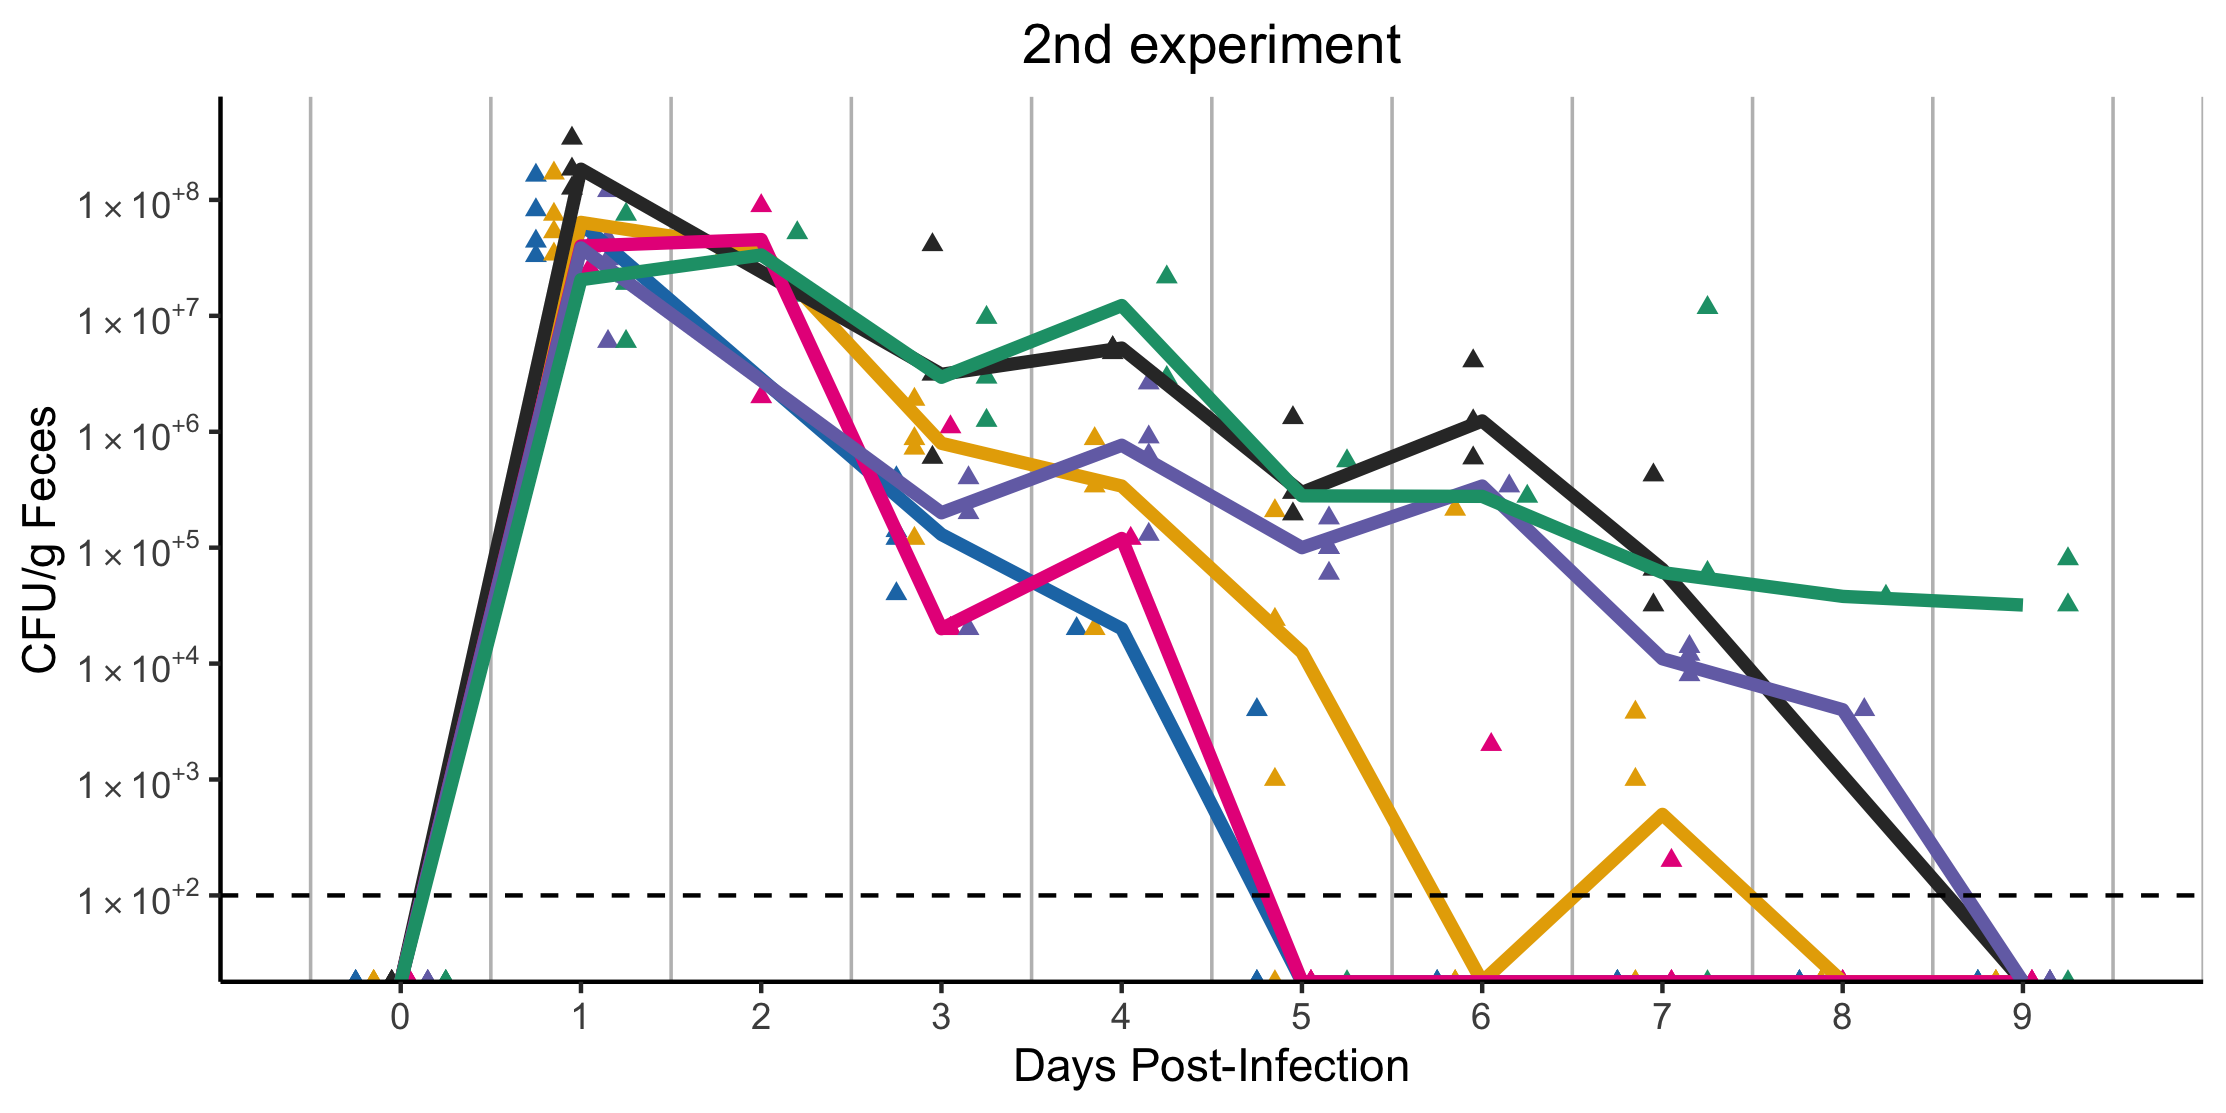 2nd experiment
CFU/g Feces
1×10⁺⁸
1×10⁺⁷
1×10⁺⁶
1×10⁺⁵
1×10⁺⁴
1×10⁺³
1×10⁺²
0 1 2 3 4 5 6 7 8 9
Days Post-Infection